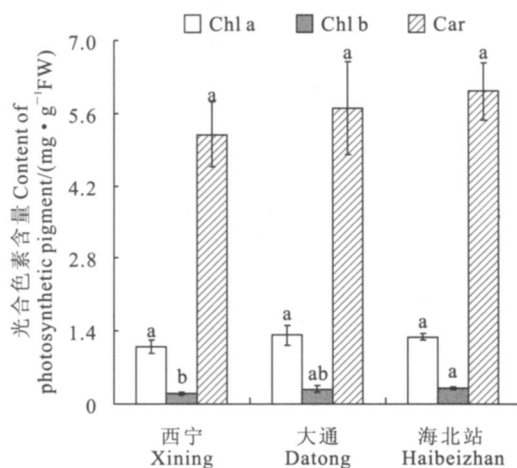 Chl a Chl b Car
光合色素含量 Content of
photosynthetic pigment/(mg·g⁻¹FW)
7.0
5.6
4.2
2.8
1.4
0
a
b
a
a
ab
a
a
a
a
西宁 大通 海北站
Xining Datong Haibeizhan